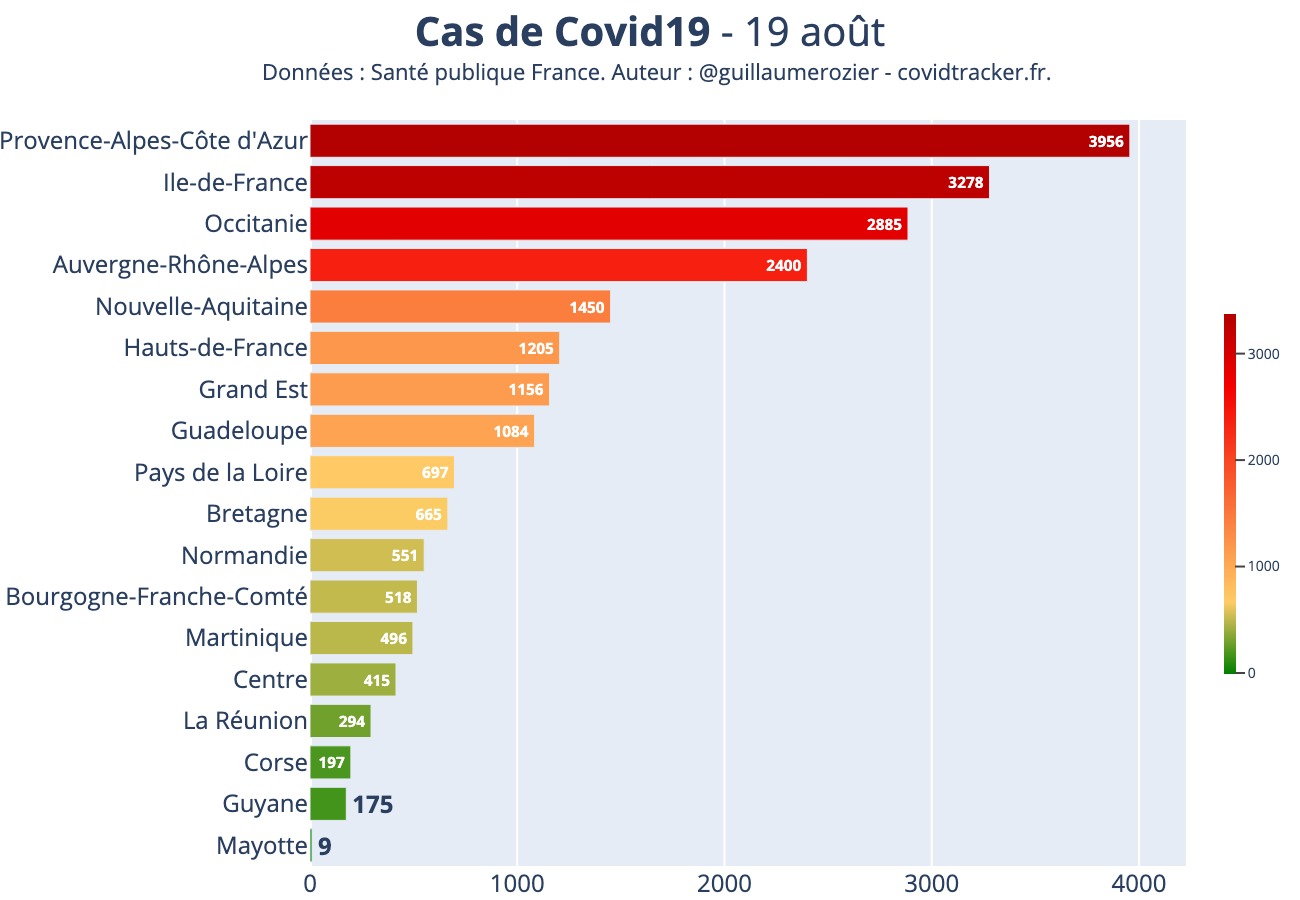 Cas de Covid19 - 19 août
Données : Santé publique France. Auteur : @guillaumerozier - covidtracker.fr.
Provence-Alpes-Côte d'Azur 3956
Ile-de-France 3278
Occitanie 2885
Auvergne-Rhône-Alpes 2400
Nouvelle-Aquitaine 1450
Hauts-de-France 1205
Grand Est 1156
Guadeloupe 1084
Pays de la Loire 697
Bretagne 665
Normandie 551
Bourgogne-Franche-Comté 518
Martinique 496
Centre 415
La Réunion 294
Corse 197
Guyane 175
Mayotte 9
0 1000 2000 3000 4000
3000
2000
1000
0